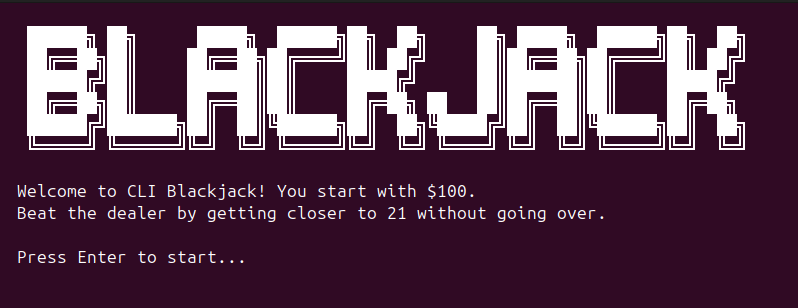 BLACKJACK
Welcome to CLI Blackjack! You start with $100.
Beat the dealer by getting closer to 21 without going over.
Press Enter to start...